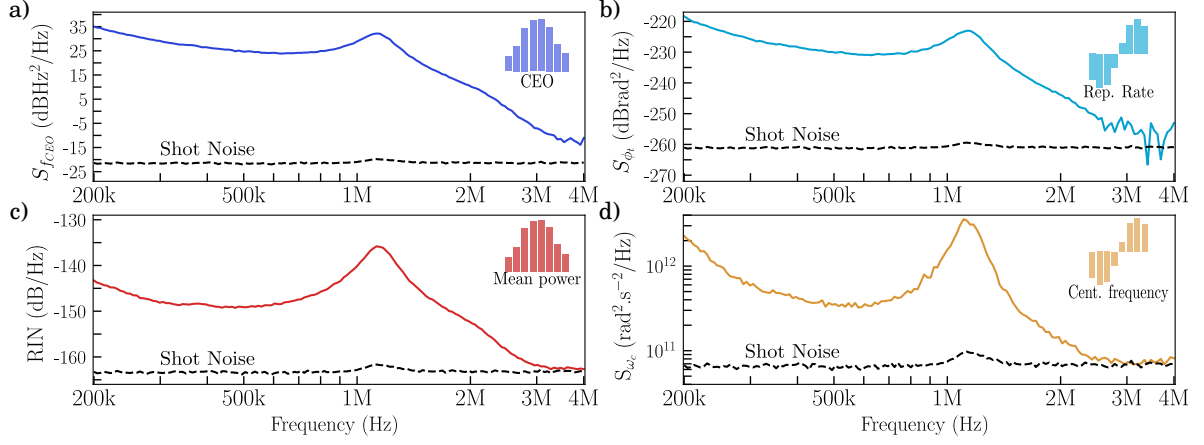 a)
S_{f_{CEO}} (dBHz²/Hz)
35
25
15
5
-5
-15
-25
CEO
Shot Noise
200k 500k 1M 2M 3M 4M
b)
S_{ϕ_t} (dBrad²/Hz)
-220
-230
-240
-250
-260
-270
Rep. Rate
Shot Noise
200k 500k 1M 2M 3M 4M
c)
RIN (dB/Hz)
-130
-140
-150
-160
Mean power
Shot Noise
200k 500k 1M 2M 3M 4M
Frequency (Hz)
d)
S_{ω_c} (rad².s⁻²/Hz)
10¹²
10¹¹
Cent. frequency
Shot Noise
200k 500k 1M 2M 3M 4M
Frequency (Hz)